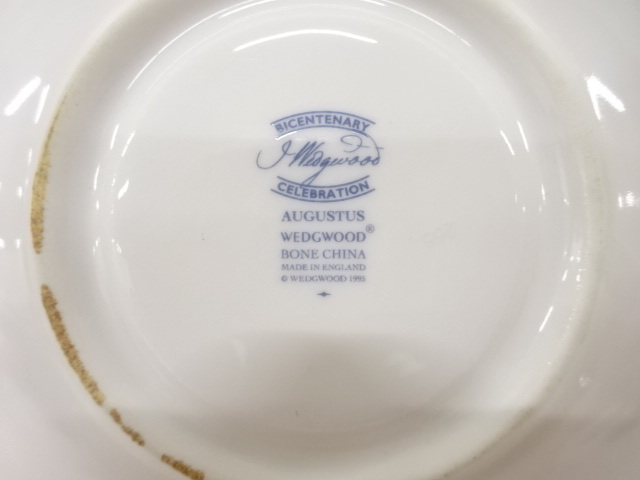 BICENTENARY
J Wedgwood
CELEBRATION
AUGUSTUS
WEDGWOOD®
BONE CHINA
MADE IN ENGLAND
© WEDGWOOD 1995